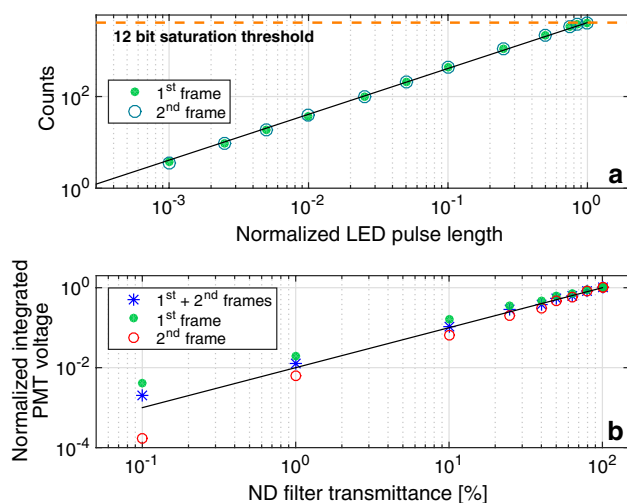 12 bit saturation threshold
1st frame
2nd frame
Counts
10^2
10^0
10^-3
10^-2
10^-1
10^0
a
Normalized LED pulse length
1st + 2nd frames
1st frame
2nd frame
Normalized integrated
PMT voltage
10^0
10^-2
10^-4
10^-1
10^0
10^1
10^2
b
ND filter transmittance [%]